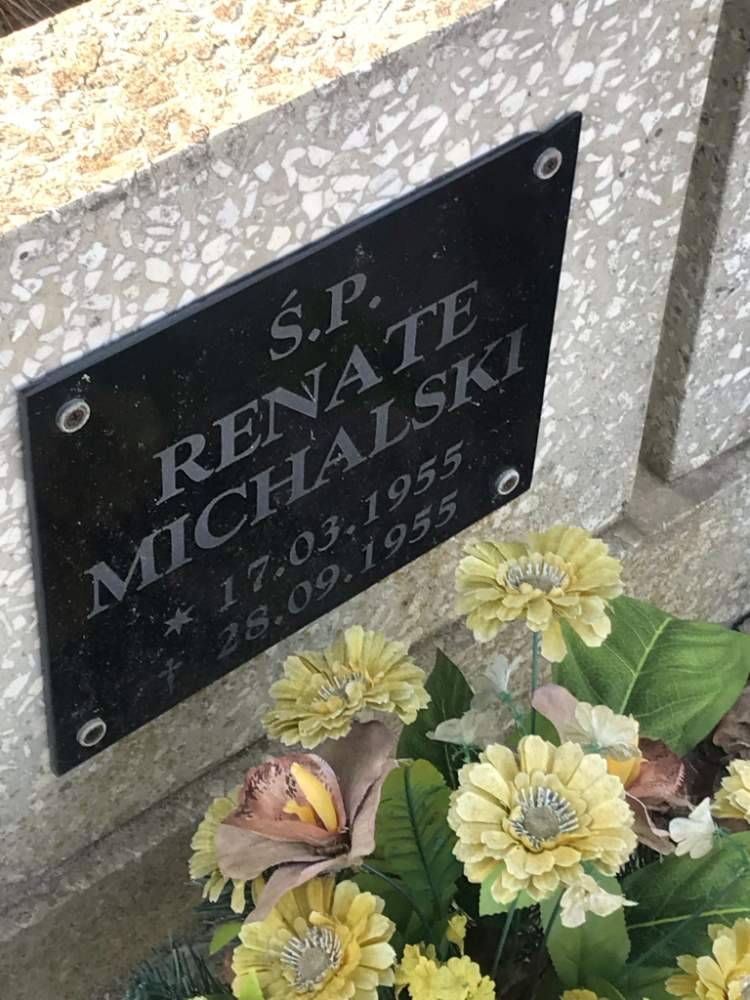 Ś.P.
RENATE
MICHALSKI
* 17.03.1955
† 28.09.1955